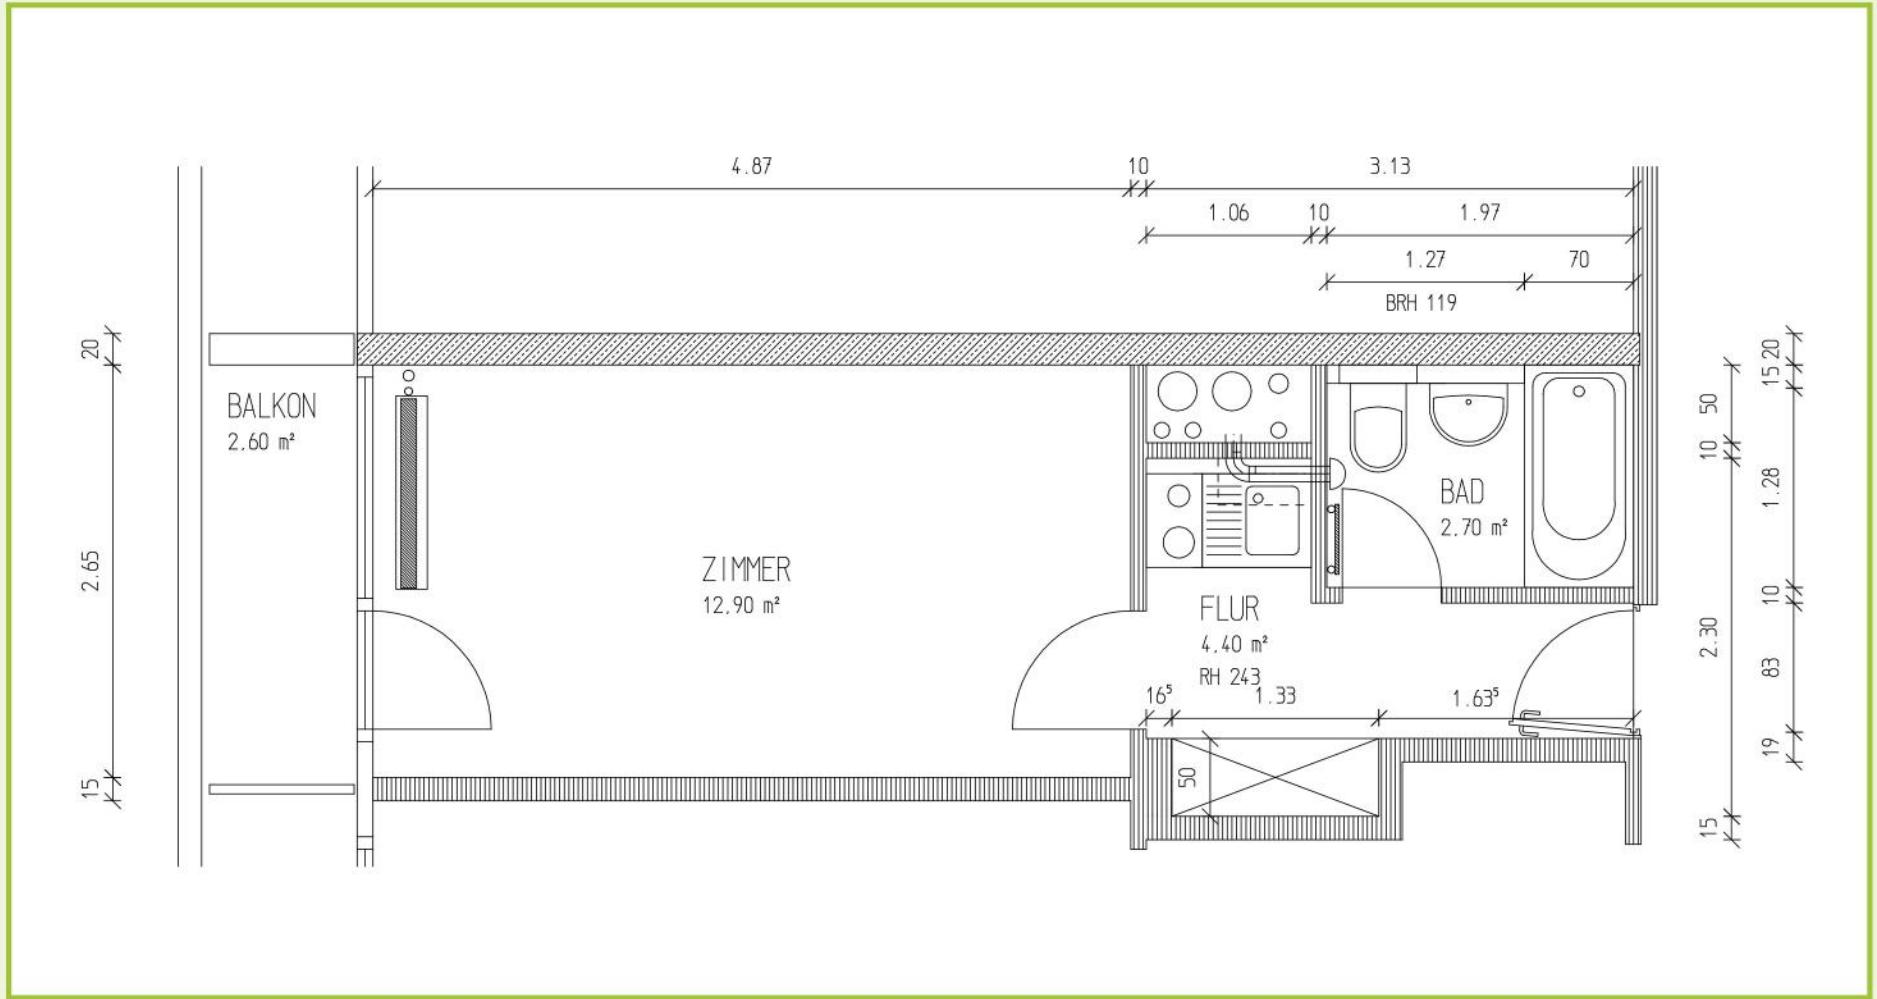 4.87
10
3.13
1.06
10
1.97
1.27
70
BRH 119
20
BALKON
2,60 m²
2.65
15
ZIMMER
12,90 m²
FLUR
4,40 m²
RH 243
16⁵
1.33
1.63⁵
50
BAD
2,70 m²
50
10
2.30
15
20
15
1.28
10
83
19